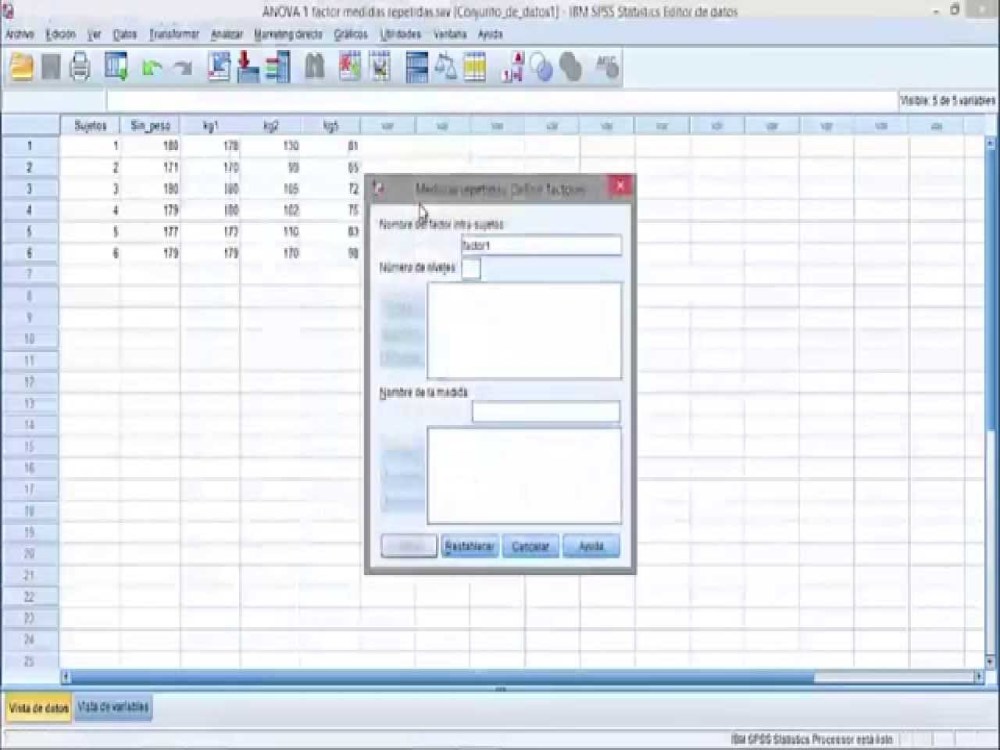 ANOVA 1 factor medidas repetidas.sav [Conjunto_de_datos1] - IBM SPSS Statistics Editor de datos
Archivo Edición Ver Datos Transformar Analizar Marketing directo Gráficos Utilidades Ventana Ayuda
Visible: 5 de 5 variables
Sujetos Sin_peso kg1 kg2 kg5 var var var var var var var var var var var
1 1 178 130 81
2 2 171 170
3 3 180 180 105 72
4 4 179 180 102 75
5 5 177 110 83
6 6 179 179 170 98
7
8
9
10
11
12
13
14
15
16
17
18
19
20
21
22
23
24
25
Medidas repetidas: Definir factores
Nombre del factor intra-sujetos:
factor1
Número de niveles:
Nombre de la medida:
Restablecer Cancelar Ayuda
Vista de datos Vista de variables
IBM SPSS Statistics Processor está listo